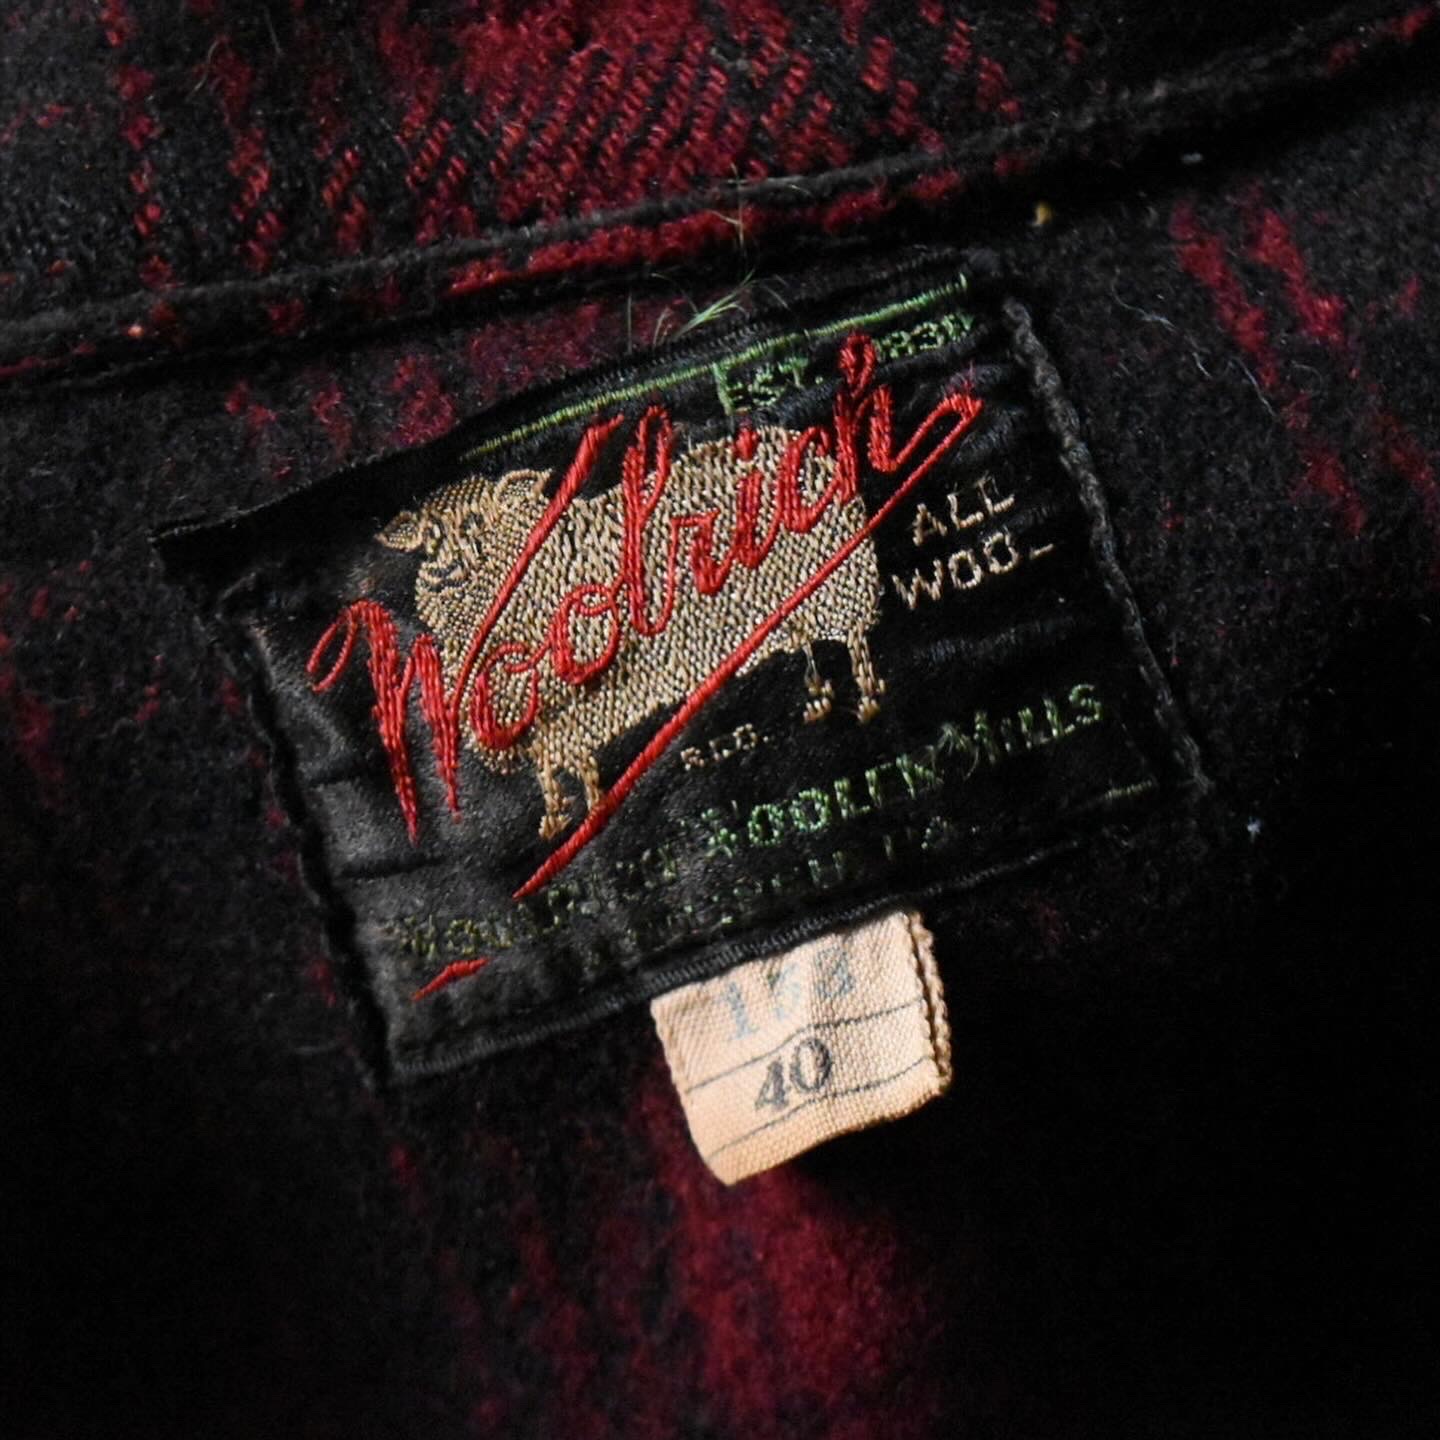 EST. 1830
Woolrich
ALL
WOOL
REG.
WOOLEN MILLS
U.S.A.
40